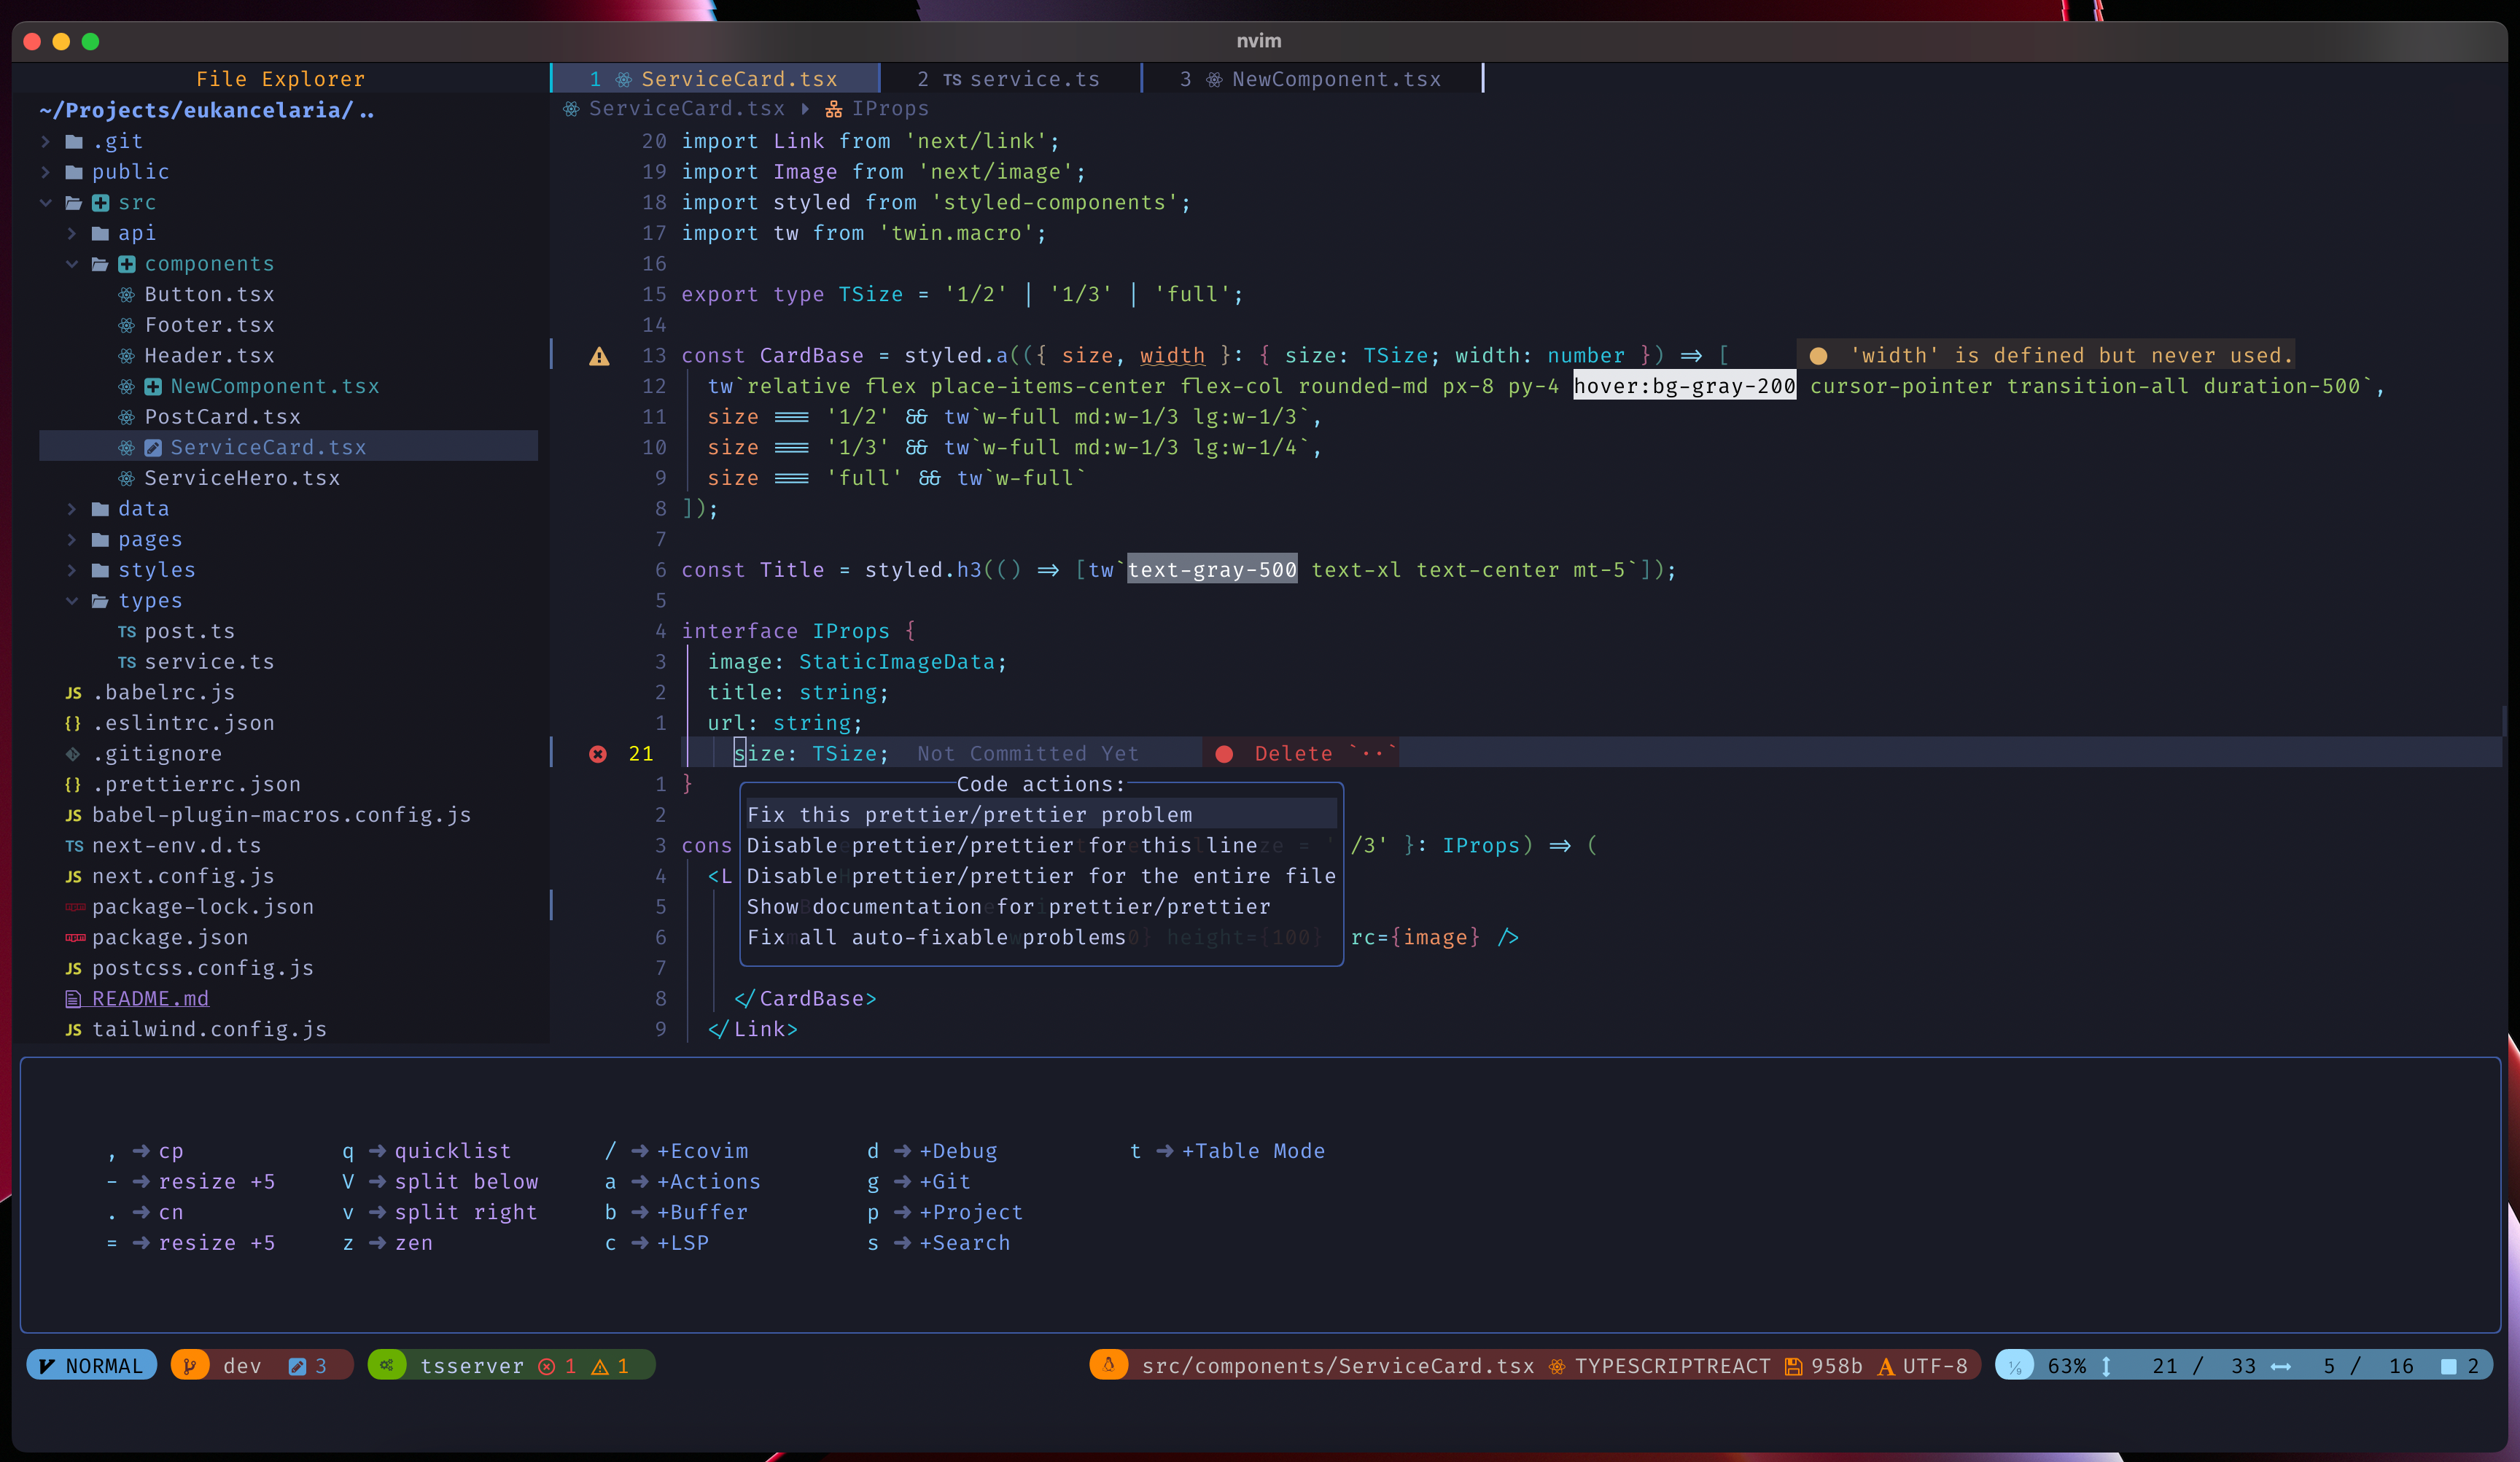 nvim
File Explorer
1 ServiceCard.tsx 2 TS service.ts 3 NewComponent.tsx
~/Projects/eukancelaria/..
ServiceCard.tsx IProps
.git
20 import Link from 'next/link';
public
19 import Image from 'next/image';
src
18 import styled from 'styled-components';
api
17 import tw from 'twin.macro';
components
16
Button.tsx
15 export type TSize = '1/2' | '1/3' | 'full';
Footer.tsx
14
Header.tsx
13 const CardBase = styled.a(({ size, width }: { size: TSize; width: number }) => [ 'width' is defined but never used.
NewComponent.tsx
12 tw`relative flex place-items-center flex-col rounded-md px-8 py-4 hover:bg-gray-200 cursor-pointer transition-all duration-500`,
PostCard.tsx
11 size === '1/2' && tw`w-full md:w-1/3 lg:w-1/3`,
ServiceCard.tsx
10 size === '1/3' && tw`w-full md:w-1/3 lg:w-1/4`,
ServiceHero.tsx
9 size === 'full' && tw`w-full`
data
8 ]);
pages
7
styles
6 const Title = styled.h3(() => [tw`text-gray-500 text-xl text-center mt-5`]);
types
5
TS post.ts
4 interface IProps {
TS service.ts
3 image: StaticImageData;
JS .babelrc.js
2 title: string;
{} .eslintrc.json
1 url: string;
.gitignore
21 size: TSize; Not Committed Yet Delete `··`
{} .prettierrc.json
1 }
Code actions:
JS babel-plugin-macros.config.js
2
Fix this prettier/prettier problem
TS next-env.d.ts
3 cons
Disable prettier/prettier for this line
/3' }: IProps) => (
JS next.config.js
4 <L
Disable prettier/prettier for the entire file
package-lock.json
5
Show documentation for prettier/prettier
package.json
6
Fix all auto-fixable problems
height={100}
rc={image} />
JS postcss.config.js
7
README.md
8 </CardBase>
JS tailwind.config.js
9 </Link>
, → cp q → quicklist / → +Ecovim d → +Debug t → +Table Mode
- → resize +5 V → split below a → +Actions g → +Git
. → cn v → split right b → +Buffer p → +Project
= → resize +5 z → zen c → +LSP s → +Search
NORMAL dev 3 tsserver 1 1 src/components/ServiceCard.tsx TYPESCRIPTREACT 958b A UTF-8 63% 21 / 33 5 / 16 2